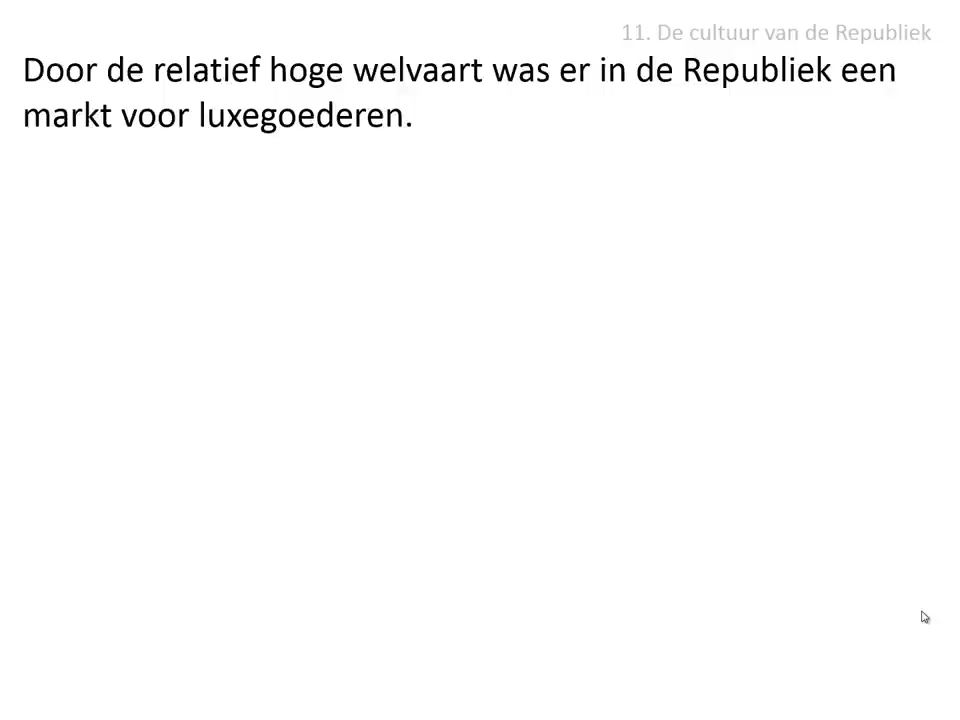 11. De cultuur van de Republiek
Door de relatief hoge welvaart was er in de Republiek een
markt voor luxegoederen.